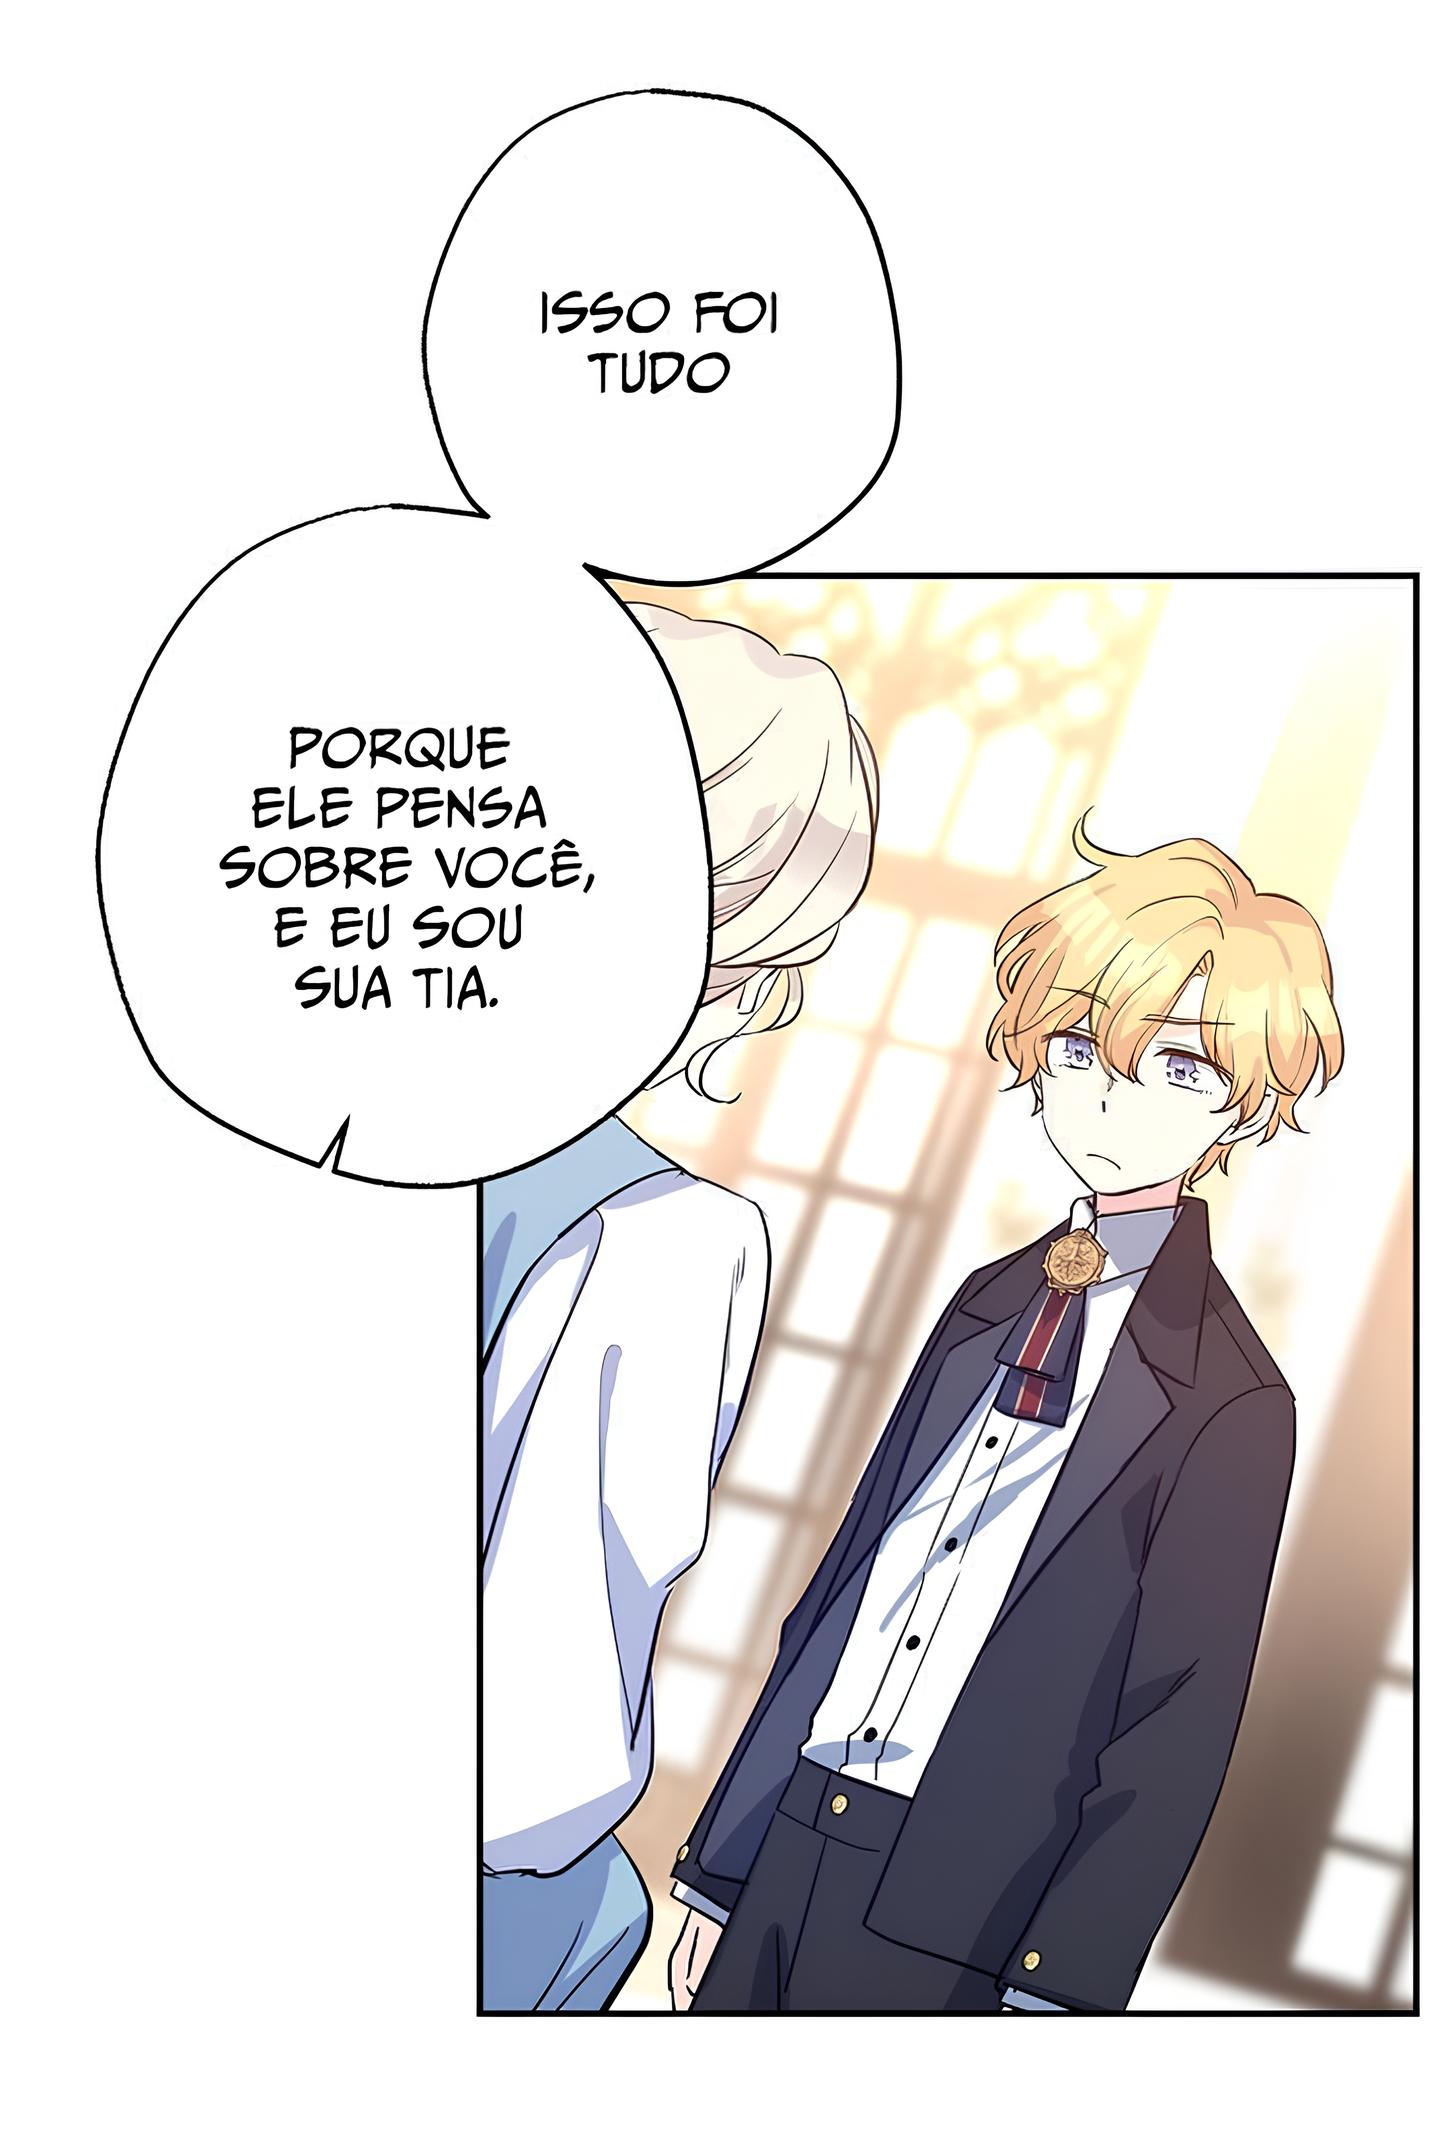 ISSO FOI
TUDO
PORQUE
ELE PENSA
SOBRE VOCÊ,
E EU SOU
SUA TIA.